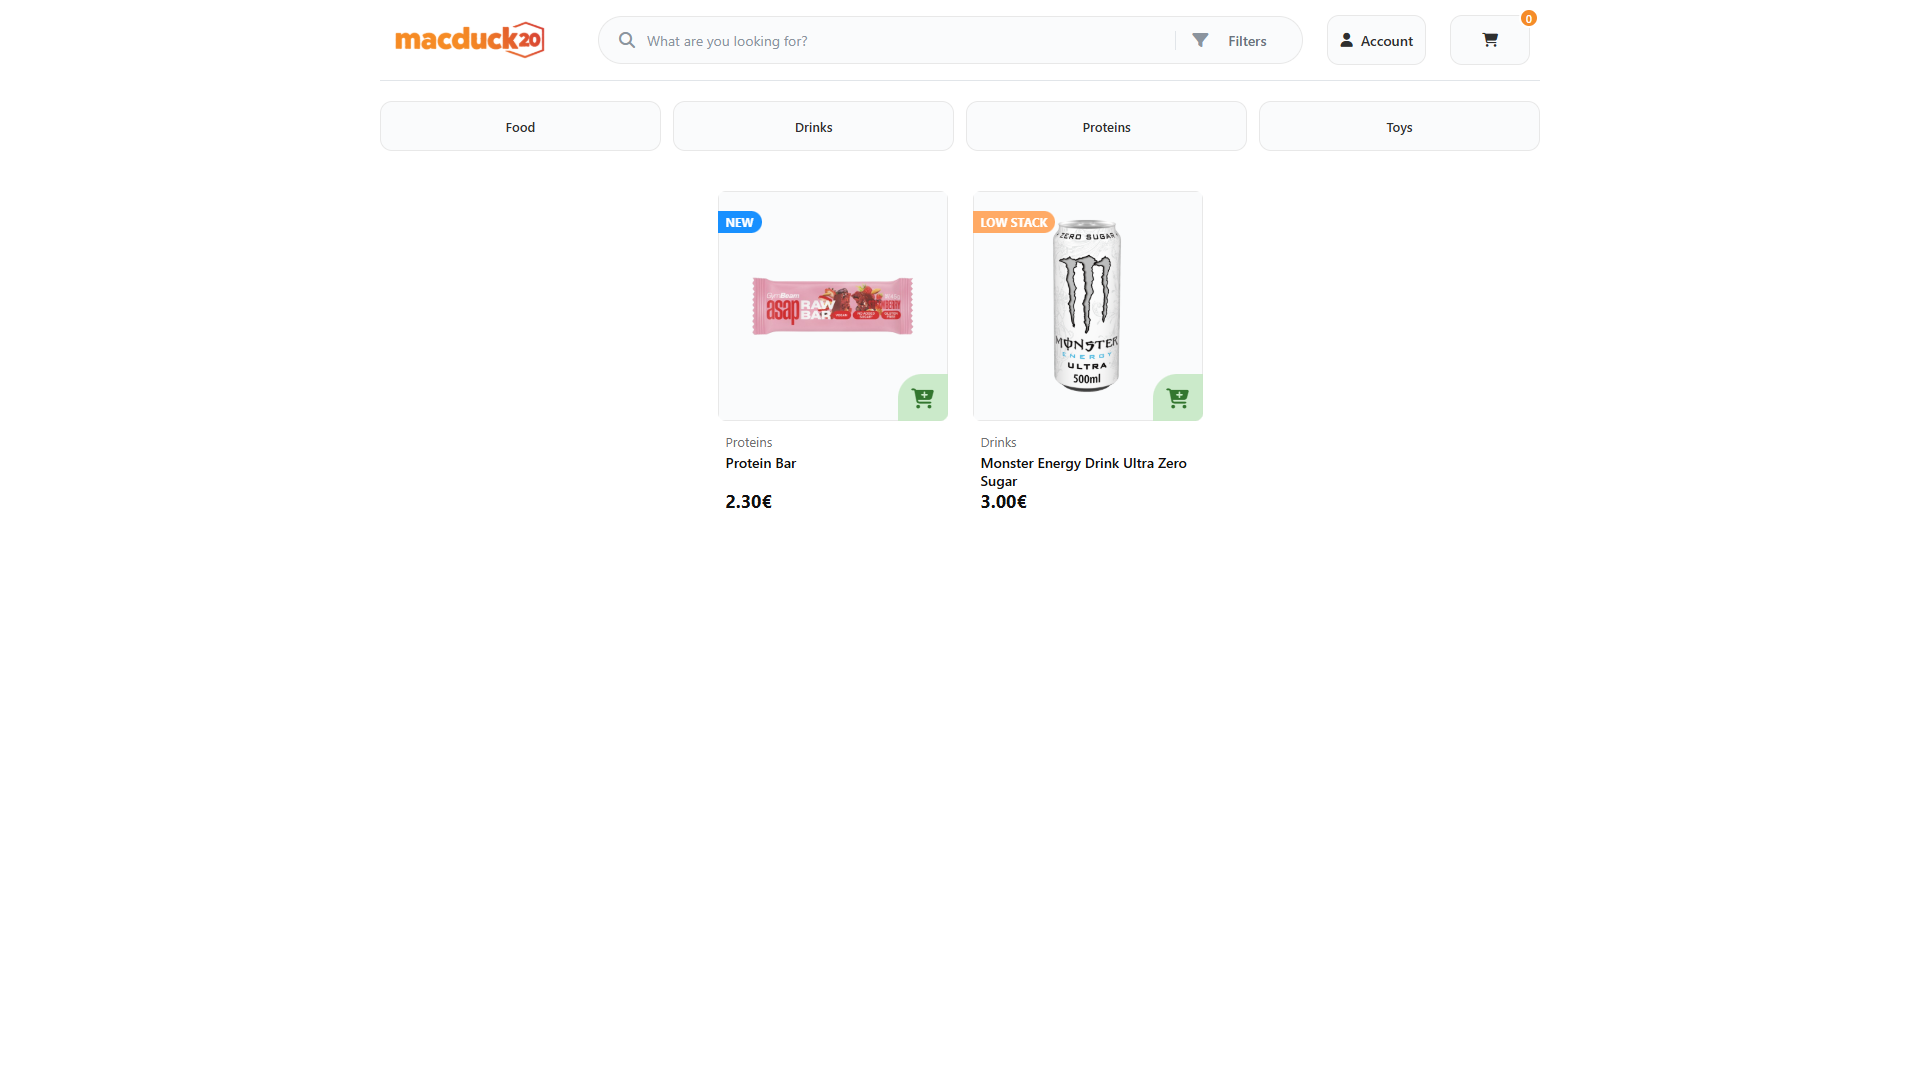 macduck20
What are you looking for?
Filters
Account
0
Food
Drinks
Proteins
Toys
NEW
GymBeam
asap RAW BAR
LOW STACK
ZERO SUGAR
MONSTER
ENERGY
ULTRA
500ml
Proteins
Protein Bar
2.30€
Drinks
Monster Energy Drink Ultra Zero
Sugar
3.00€